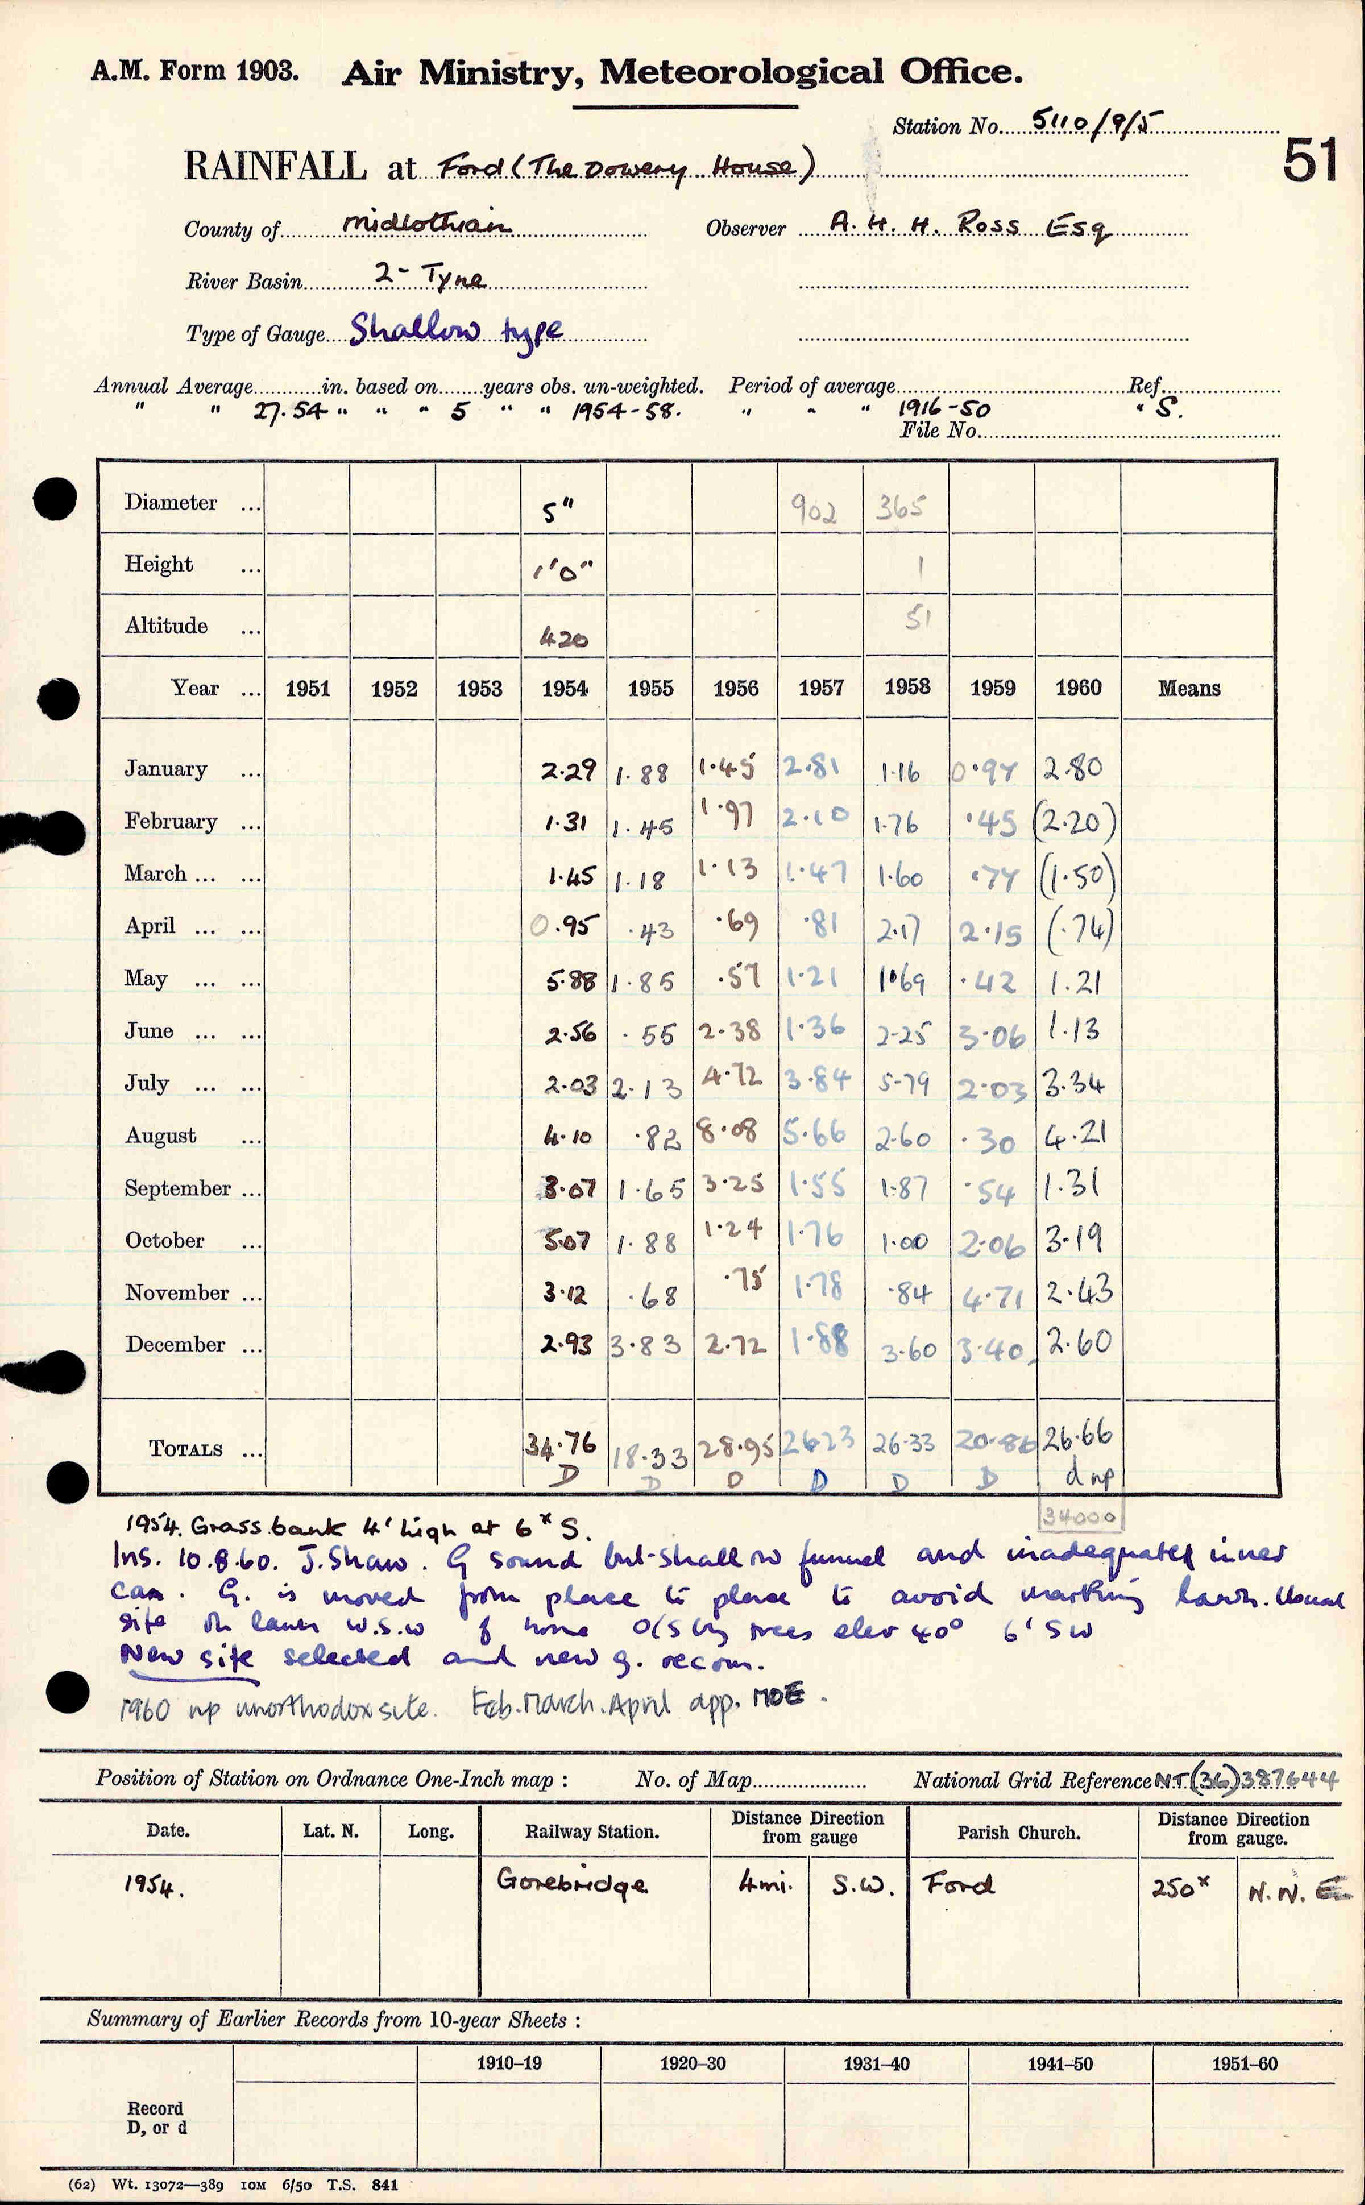 A.M. Form 1903. Air Ministry, Meteorological Office.
Station No. 5110/9/5
51
RAINFALL at Ford (The Dowery House)
County of midlothian Observer A. H. H. Ross Esq
River Basin 2- Tyne
Type of Gauge Shallow type
Annual Average in. based on years obs. un-weighted. Period of average Ref.
" " 27.54 " " " 5 " " 1954-58. " " " 1916-50 " S.
File No.
Diameter ... 5" 902 365
Height ... 1'0" 1
Altitude ... 420 51
Year ... 1951 1952 1953 1954 1955 1956 1957 1958 1959 1960 Means
January ... 2.29 1.88 1.45 2.81 1.16 0.97 2.80
February ... 1.31 1.45 1.97 2.10 1.76 .45 (2.20)
March ... ... 1.45 1.18 1.13 1.47 1.60 .77 (1.50)
April ... ... 0.95 .43 .69 .81 2.17 2.15 (.74)
May ... ... 5.88 1.85 .57 1.21 1.69 .42 1.21
June ... ... 2.56 .55 2.38 1.36 2.25 3.06 1.13
July ... ... 2.03 2.13 4.72 3.84 5.79 2.03 3.34
August ... 4.10 .82 8.08 5.66 2.60 .30 4.21
September ... 3.07 1.65 3.25 1.55 1.87 .54 1.31
October ... 5.07 1.88 1.24 1.76 1.00 2.06 3.19
November ... 3.12 .68 .75 1.78 .84 4.71 2.43
December ... 2.93 3.83 2.72 1.88 3.60 3.40 2.60
TOTALS ... 34.76 18.33 28.95 26.23 26.33 20.86 26.66
D D D D D D d np
34000
1954. Grass bank 4' high at 6ˣ S.
Ins. 10.8.60. J. Shaw. G sound but shallow funnel and inadequate inner
can. G. is moved from place to place to avoid marking lawn. Usual
site on lawn W.S.W of house O/S by trees elev 40° 6' SW
New site selected and new g. recom.
1960 np unorthodox site. Feb. March. April app. MOE.
Position of Station on Ordnance One-Inch map : No. of Map National Grid Reference NT (36) 387644
Date. Lat. N. Long. Railway Station. Distance from gauge Direction Parish Church. Distance from gauge. Direction
1954. Gorebridge 4mi. S.W. Ford 250ˣ N.N.E
Summary of Earlier Records from 10-year Sheets :
1910–19 1920–30 1931–40 1941–50 1951–60
Record
D, or d
(62) Wt. 13072—389 10M 6/50 T.S. 841